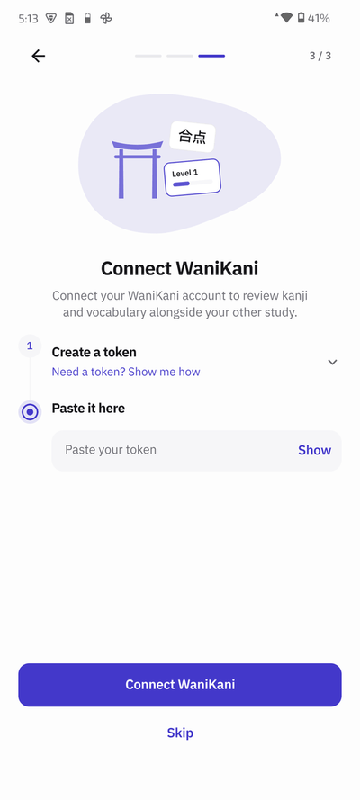 5:13
41%
3 / 3
合点
Level 1
Connect WaniKani
Connect your WaniKani account to review kanji
and vocabulary alongside your other study.
1
Create a token
Need a token? Show me how
Paste it here
Paste your token
Show
Connect WaniKani
Skip